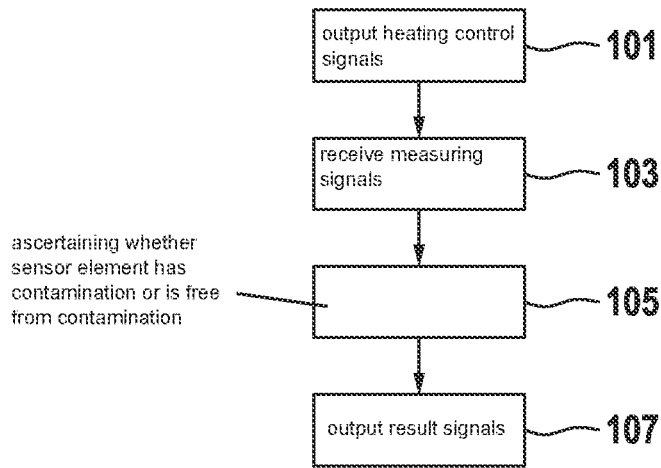 output heating control
signals
101
receive measuring
signals
103
ascertaining whether
sensor element has
contamination or is free
from contamination
105
output result signals
107